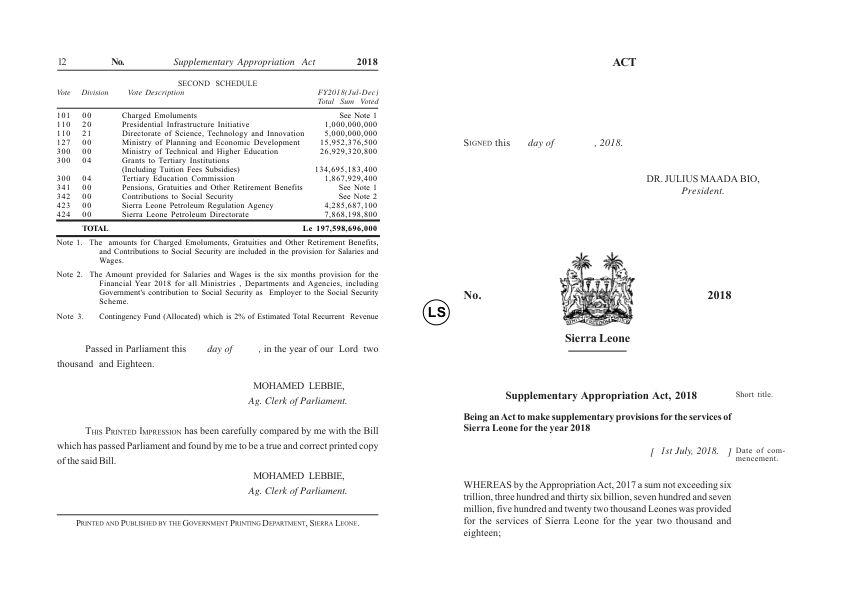 12 No. Supplementary Appropriation Act 2018
SECOND SCHEDULE
Vote Division Vote Description FY2018(Jul-Dec)
Total Sum Voted
101 00 Charged Emoluments See Note 1
110 20 Presidential Infrastructure Initiative 1,000,000,000
110 21 Directorate of Science, Technology and Innovation 5,000,000,000
127 00 Ministry of Planning and Economic Development 15,952,376,500
300 00 Ministry of Technical and Higher Education 26,929,320,800
300 04 Grants to Tertiary Institutions
(Including Tuition Fees Subsidies) 134,695,183,400
300 04 Tertiary Education Commission 1,867,929,400
341 00 Pensions, Gratuities and Other Retirement Benefits See Note 1
342 00 Contributions to Social Security See Note 2
423 00 Sierra Leone Petroleum Regulation Agency 4,285,687,100
424 00 Sierra Leone Petroleum Directorate 7,868,198,800
TOTAL Le 197,598,696,000
Note 1. The amounts for Charged Emoluments, Gratuities and Other Retirement Benefits,
and Contributions to Social Security are included in the provision for Salaries and
Wages.
Note 2. The Amount provided for Salaries and Wages is the six months provision for the
Financial Year 2018 for all Ministries , Departments and Agencies, including
Government's contribution to Social Security as Employer to the Social Security
Scheme.
Note 3. Contingency Fund (Allocated) which is 2% of Estimated Total Recurrent Revenue
Passed in Parliament this day of , in the year of our Lord two
thousand and Eighteen.
MOHAMED LEBBIE,
Ag. Clerk of Parliament.
THIS PRINTED IMPRESSION has been carefully compared by me with the Bill
which has passed Parliament and found by me to be a true and correct printed copy
of the said Bill.
MOHAMED LEBBIE,
Ag. Clerk of Parliament.
PRINTED AND PUBLISHED BY THE GOVERNMENT PRINTING DEPARTMENT, SIERRA LEONE.
ACT
SIGNED this day of , 2018.
DR. JULIUS MAADA BIO,
President.
No. 2018
LS
Sierra Leone
Supplementary Appropriation Act, 2018 Short title.
Being an Act to make supplementary provisions for the services of
Sierra Leone for the year 2018
[ 1st July, 2018. ] Date of com-
mencement.
WHEREAS by the Appropriation Act, 2017 a sum not exceeding six
trillion, three hundred and thirty six billion, seven hundred and seven
million, five hundred and twenty two thousand Leones was provided
for the services of Sierra Leone for the year two thousand and
eighteen;